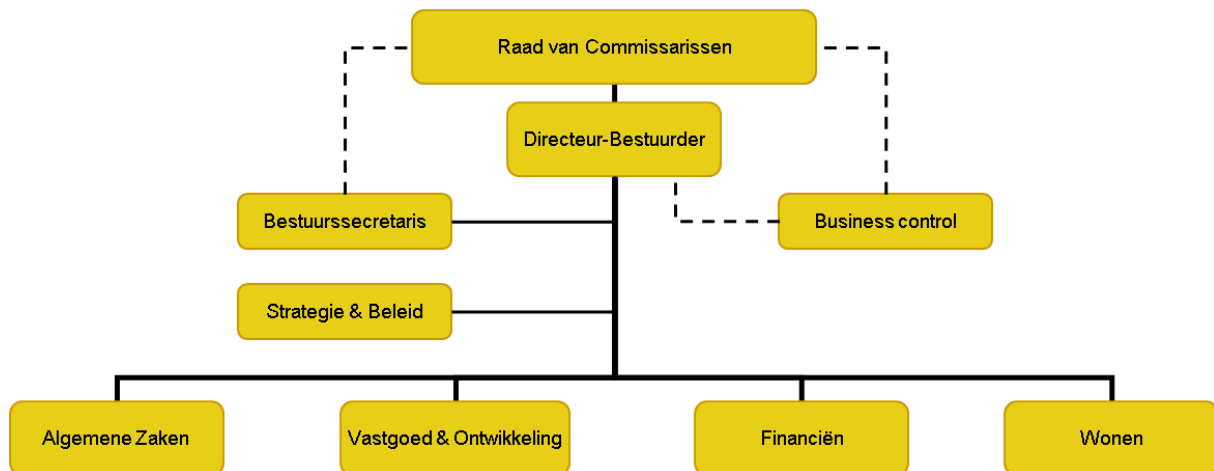 Raad van Commissarissen
Directeur-Bestuurder
Bestuurssecretaris
Business control
Strategie & Beleid
Algemene Zaken
Vastgoed & Ontwikkeling
Financiën
Wonen